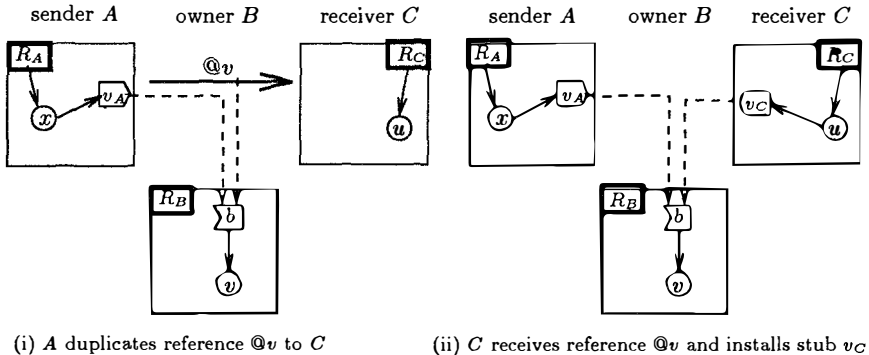 sender A owner B receiver C sender A owner B receiver C
R_A @v R_C R_A R_C
v_A v_A v_C
x u x u
R_B b R_B b
v v
(i) A duplicates reference @v to C (ii) C receives reference @v and installs stub v_C